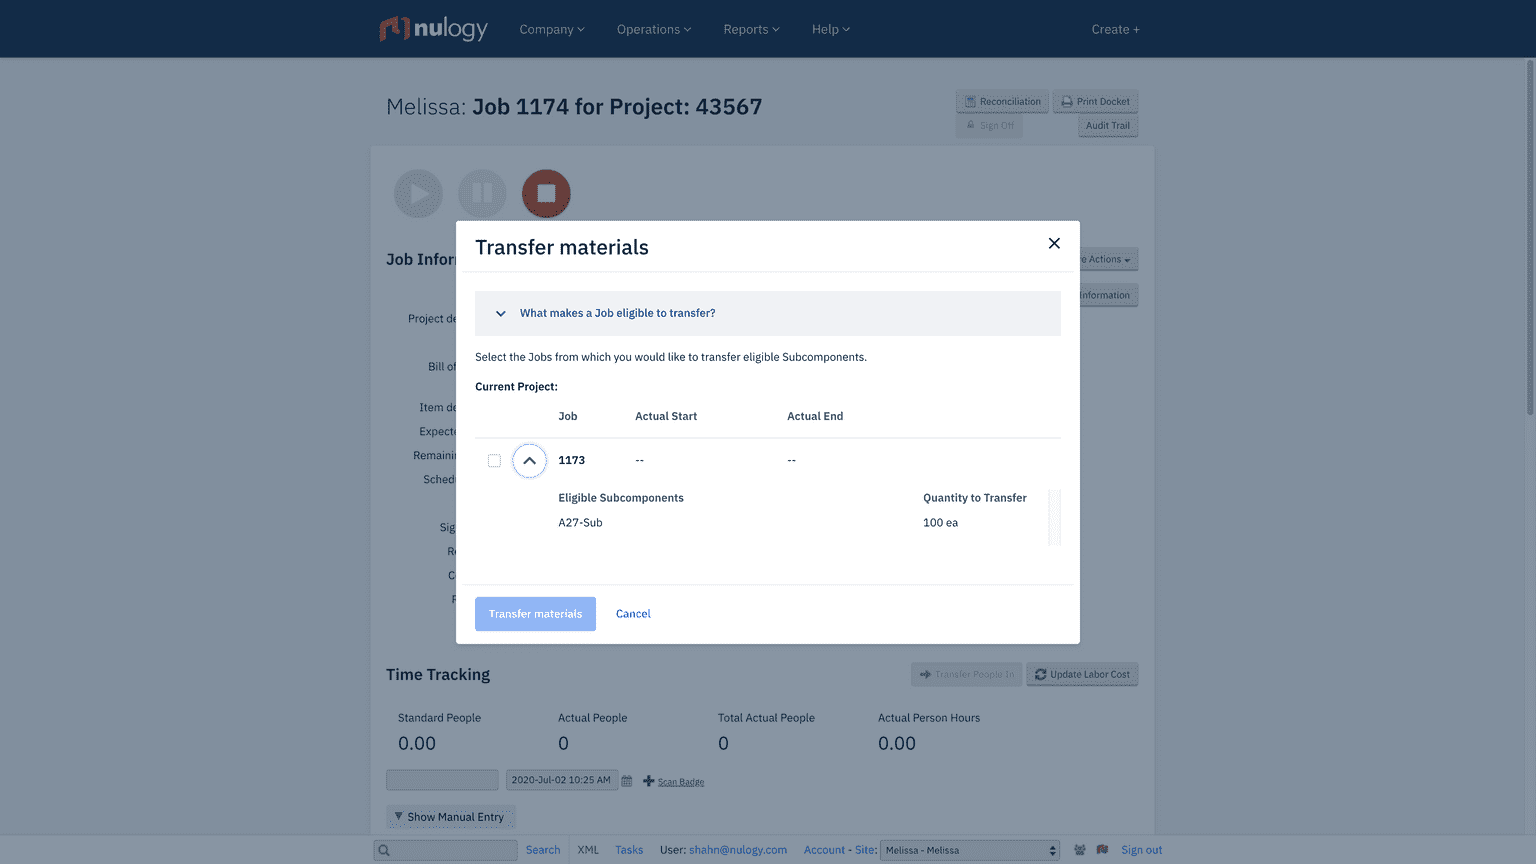 nulogy
Company
Operations
Reports
Help
Create +
Melissa: Job 1174 for Project: 43567
Reconciliation
Print Docket
Sign Off
Audit Trail
Transfer materials
Job Infor
e Actions
What makes a Job eligible to transfer?
Information
Project de
Select the Jobs from which you would like to transfer eligible Subcomponents.
Bill of
Current Project:
Item de
Job Actual Start Actual End
Expecte
Remainin
1173 -- --
Sched
Eligible Subcomponents Quantity to Transfer
A27-Sub 100 ea
Sig
Re
C
Transfer materials Cancel
Time Tracking
Transfer People In
Update Labor Cost
Standard People Actual People Total Actual People Actual Person Hours
0.00 0 0 0.00
2020-Jul-02 10:25 AM
Scan Badge
Show Manual Entry
Search XML Tasks User: shahn@nulogy.com Account - Site: Melissa - Melissa Sign out